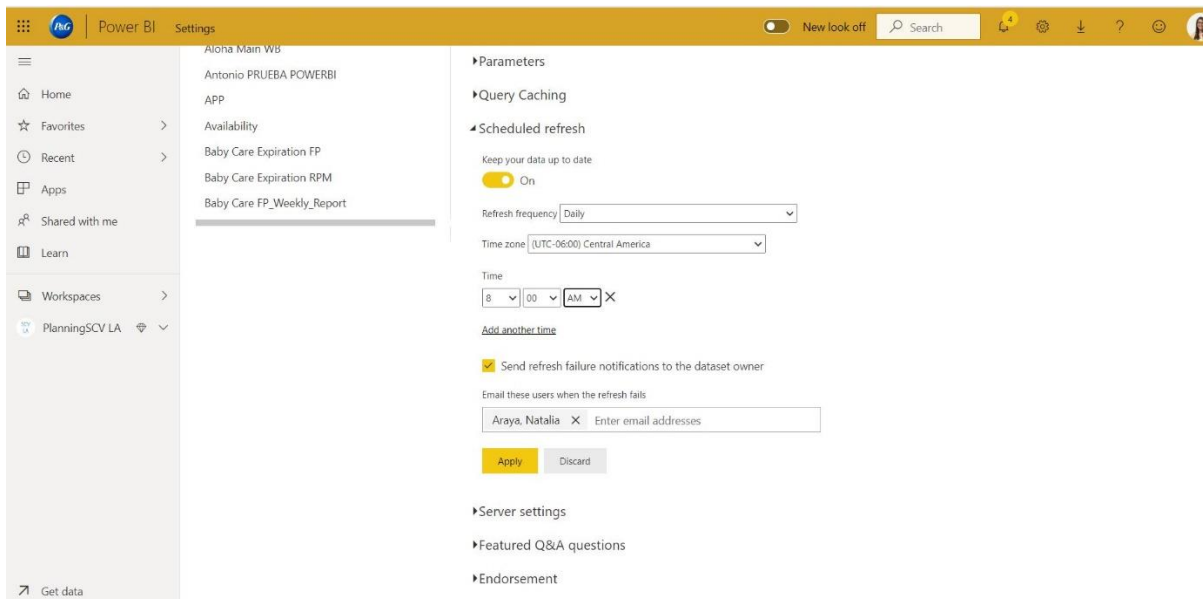 P&G
Power BI Settings
New look off
Search
4
?
Home
Favorites
Recent
Apps
Shared with me
Learn
Workspaces
PlanningSCV LA
Get data
Alona Main WB
Antonio PRUEBA POWERBI
APP
Availability
Baby Care Expiration FP
Baby Care Expiration RPM
Baby Care FP_Weekly_Report
Parameters
Query Caching
Scheduled refresh
Keep your data up to date
On
Refresh frequency Daily
Time zone (UTC-06:00) Central America
Time
8 00 AM
Add another time
Send refresh failure notifications to the dataset owner
Email these users when the refresh fails
Araya, Natalia Enter email addresses
Apply Discard
Server settings
Featured Q&A questions
Endorsement